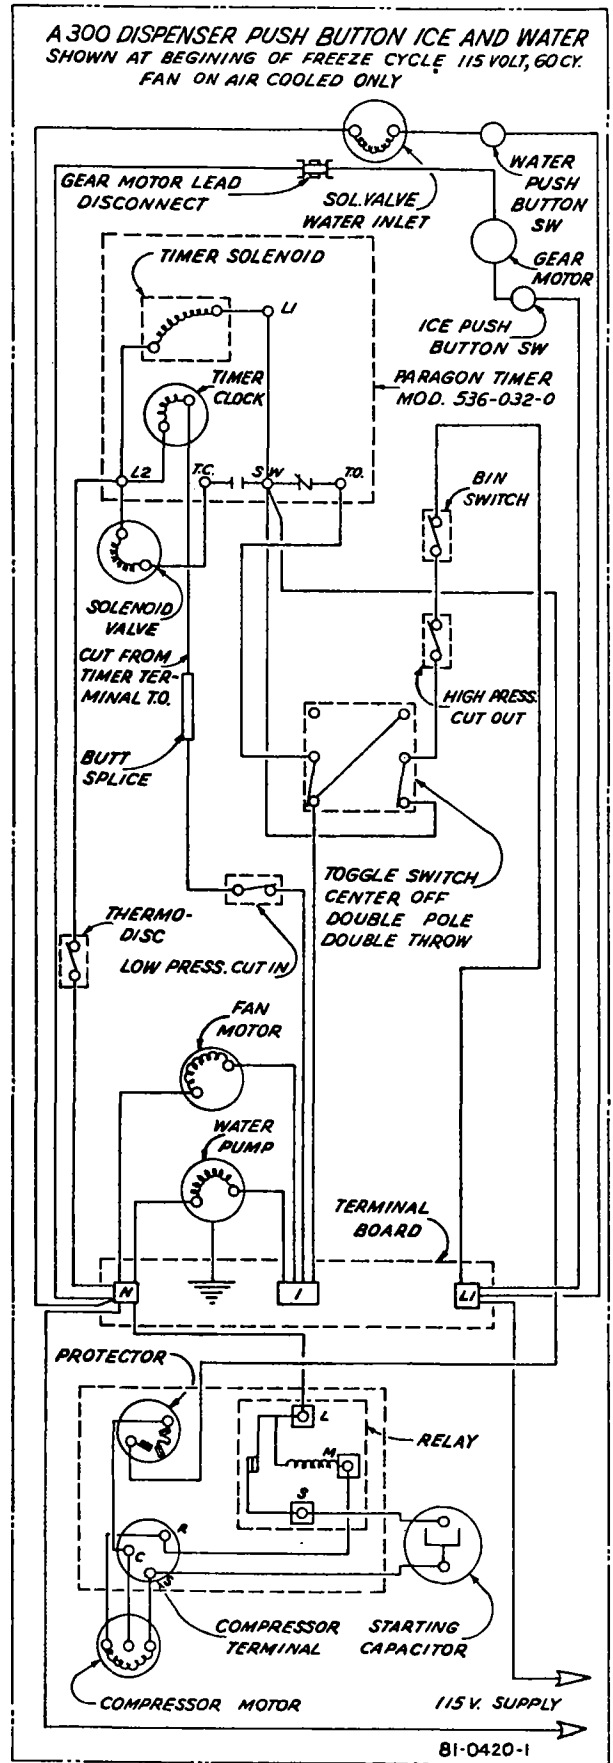 A300 DISPENSER PUSH BUTTON ICE AND WATER
SHOWN AT BEGINING OF FREEZE CYCLE 115 VOLT, 60 CY.
FAN ON AIR COOLED ONLY
WATER
PUSH
BUTTON
SW
GEAR MOTOR LEAD
DISCONNECT
SOL. VALVE
WATER INLET
GEAR
MOTOR
TIMER SOLENOID
L1
ICE PUSH
BUTTON SW
TIMER
CLOCK
PARAGON TIMER
MOD. 536-032-0
L2
T.C.
SW
T.O.
BIN
SWITCH
SOLENOID
VALVE
CUT FROM
TIMER TER-
MINAL T.O.
HIGH PRESS.
CUT OUT
BUTT
SPLICE
TOGGLE SWITCH
CENTER OFF
DOUBLE POLE
DOUBLE THROW
THERMO-
DISC
LOW PRESS. CUT IN
FAN
MOTOR
WATER
PUMP
TERMINAL
BOARD
N
1
L1
PROTECTOR
L
RELAY
M
S
R
C
S
COMPRESSOR
TERMINAL
STARTING
CAPACITOR
COMPRESSOR MOTOR
115 V. SUPPLY
81-0420-1